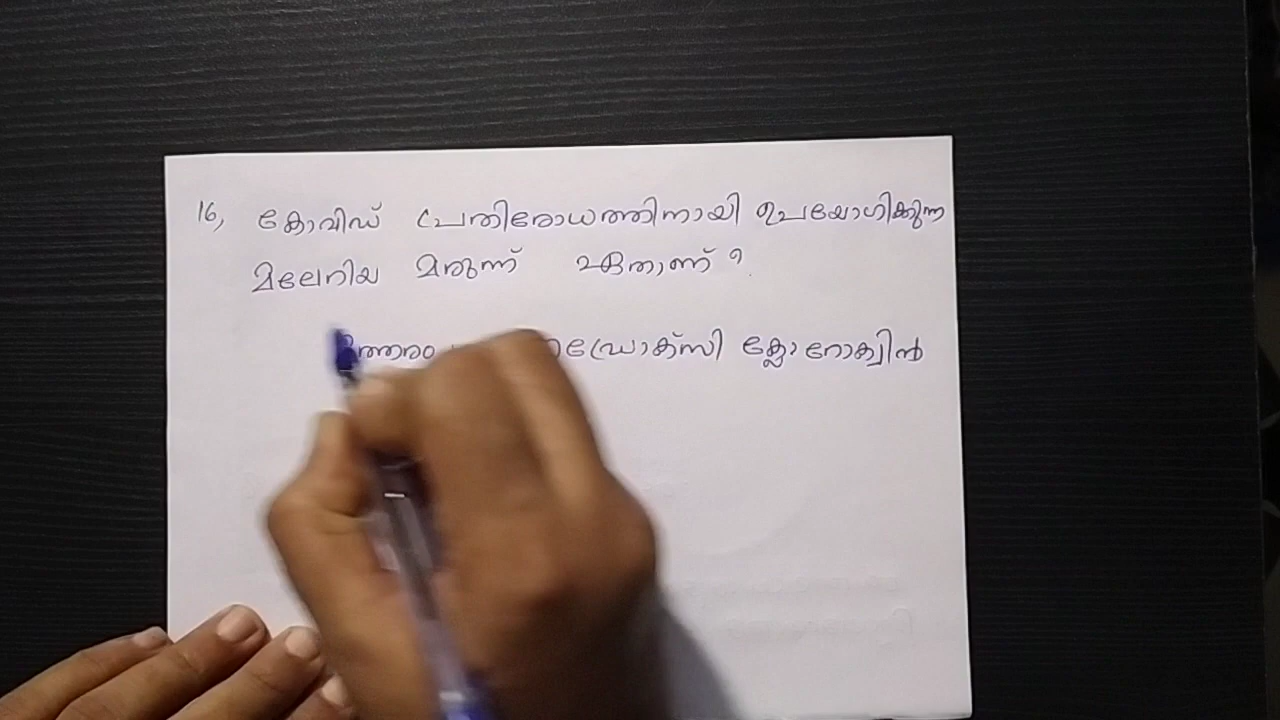 16, കോവിഡ് പ്രതിരോധത്തിനായി ഉപയോഗിക്കുന്ന
മലേറിയ മരുന്ന് ഏതാണ് ?
ഉത്തരം ഡ്രോക്സി ക്ലോറോക്വിൻ